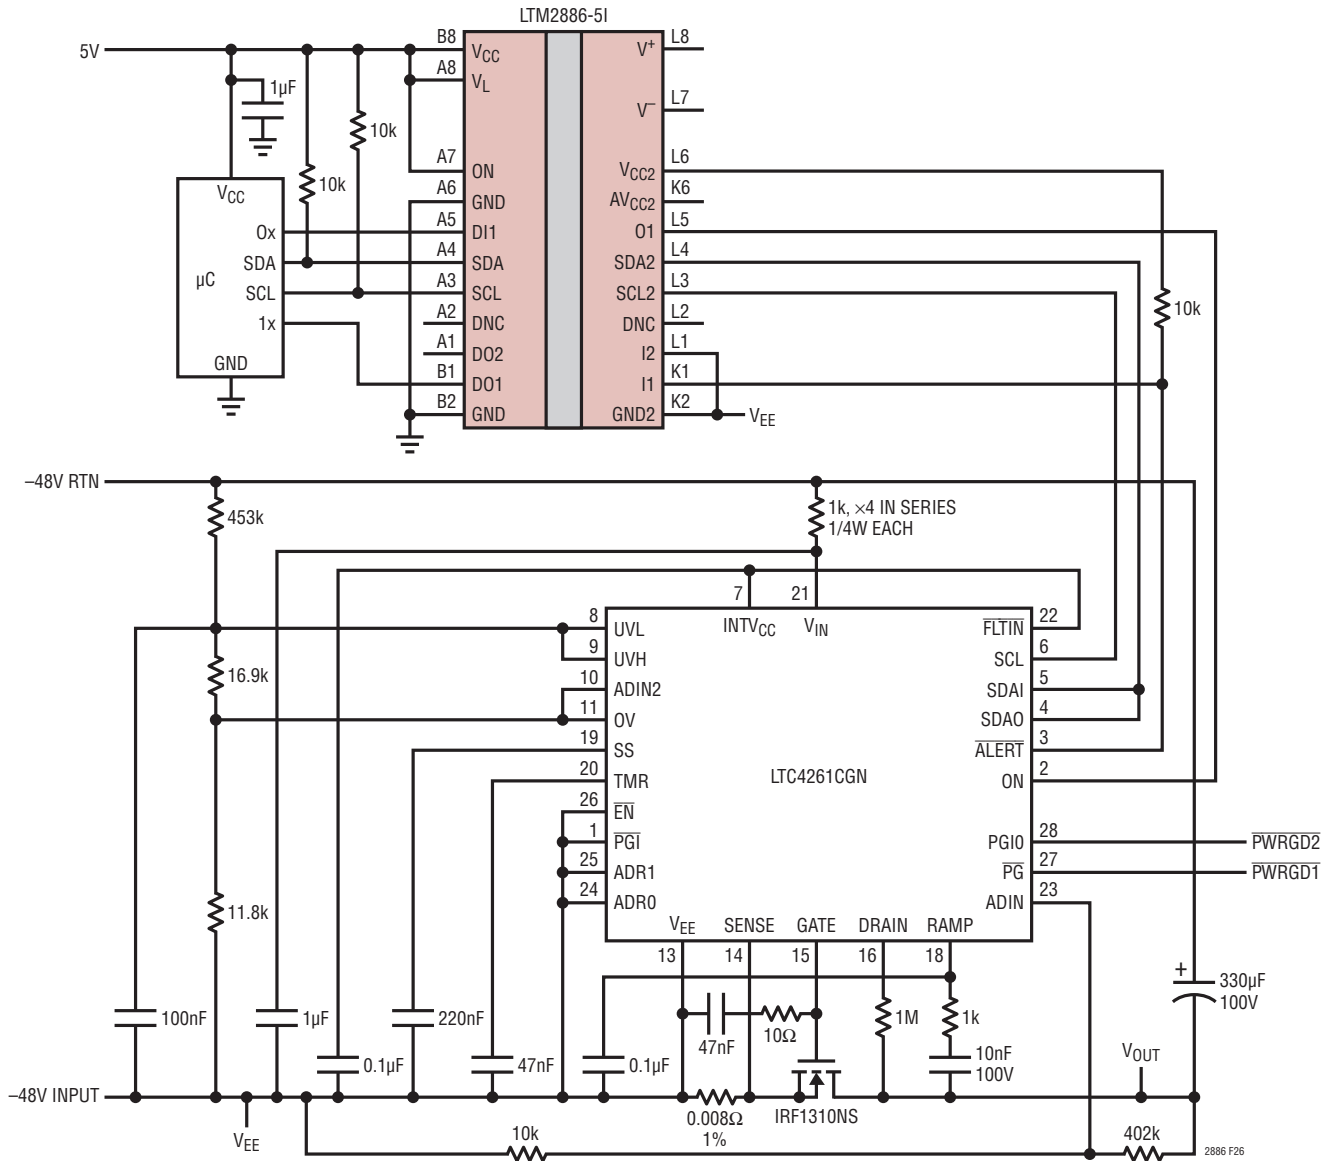 LTM2886-5I
5V
B8
VCC
V+
L8
A8
VL
1µF
V−
L7
10k
A7
ON
VCC2
L6
10k
A6
GND
AVCC2
K6
VCC
0x
A5
DI1
O1
L5
SDA
A4
SDA
SDA2
L4
µC
SCL
A3
SCL
SCL2
L3
10k
1x
A2
DNC
DNC
L2
A1
DO2
I2
L1
GND
B1
DO1
I1
K1
B2
GND
GND2
K2
VEE
–48V RTN
453k
1k, ×4 IN SERIES
1/4W EACH
7
21
8
UVL
INTVCC
VIN
FLTIN
22
9
UVH
SCL
6
16.9k
10
ADIN2
SDAI
5
11
OV
SDAO
4
19
SS
ALERT
3
20
TMR
LTC4261CGN
ON
2
26
EN
1
PGI
PGI0
28
PWRGD2
25
ADR1
PG
27
PWRGD1
24
ADR0
ADIN
23
11.8k
VEE
SENSE
GATE
DRAIN
RAMP
13
14
15
16
18
+
330µF
100V
100nF
1µF
220nF
47nF
10Ω
1M
1k
0.1µF
47nF
0.1µF
10nF
100V
VOUT
–48V INPUT
VEE
0.008Ω
1%
IRF1310NS
10k
402k
2886 F26